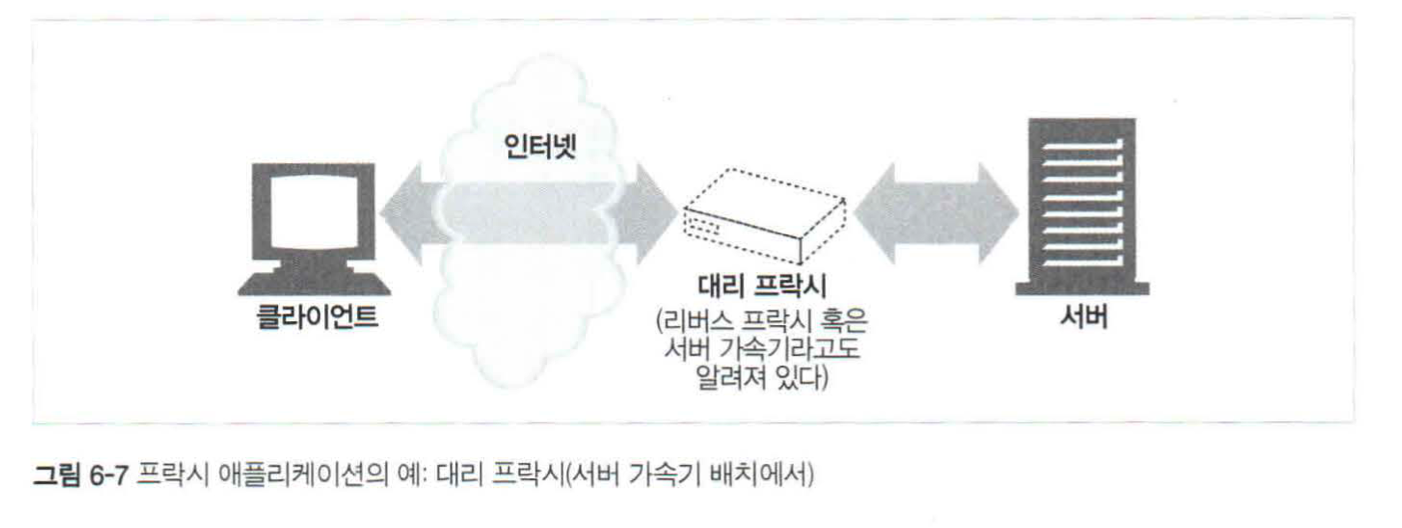 인터넷
클라이언트
대리 프락시
(리버스 프락시 혹은
서버 가속기라고도
알려져 있다)
서버
그림 6-7 프락시 애플리케이션의 예: 대리 프락시(서버 가속기 배치에서)